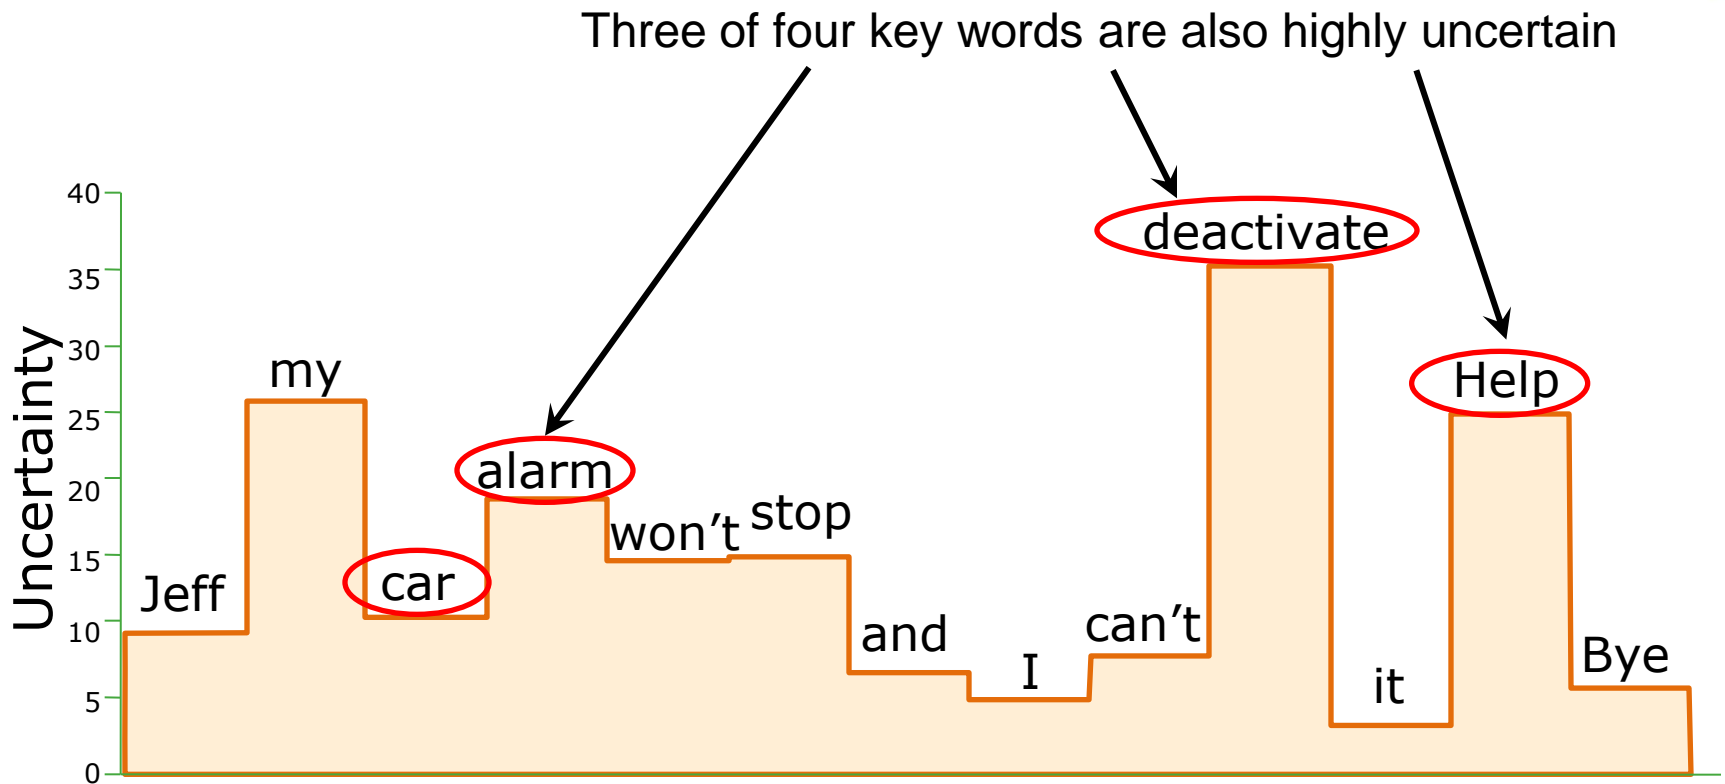 Three of four key words are also highly uncertain
Uncertainty
40
35
30
25
20
15
10
5
0
Jeff
my
car
alarm
won’t
stop
and
I
can’t
deactivate
it
Help
Bye